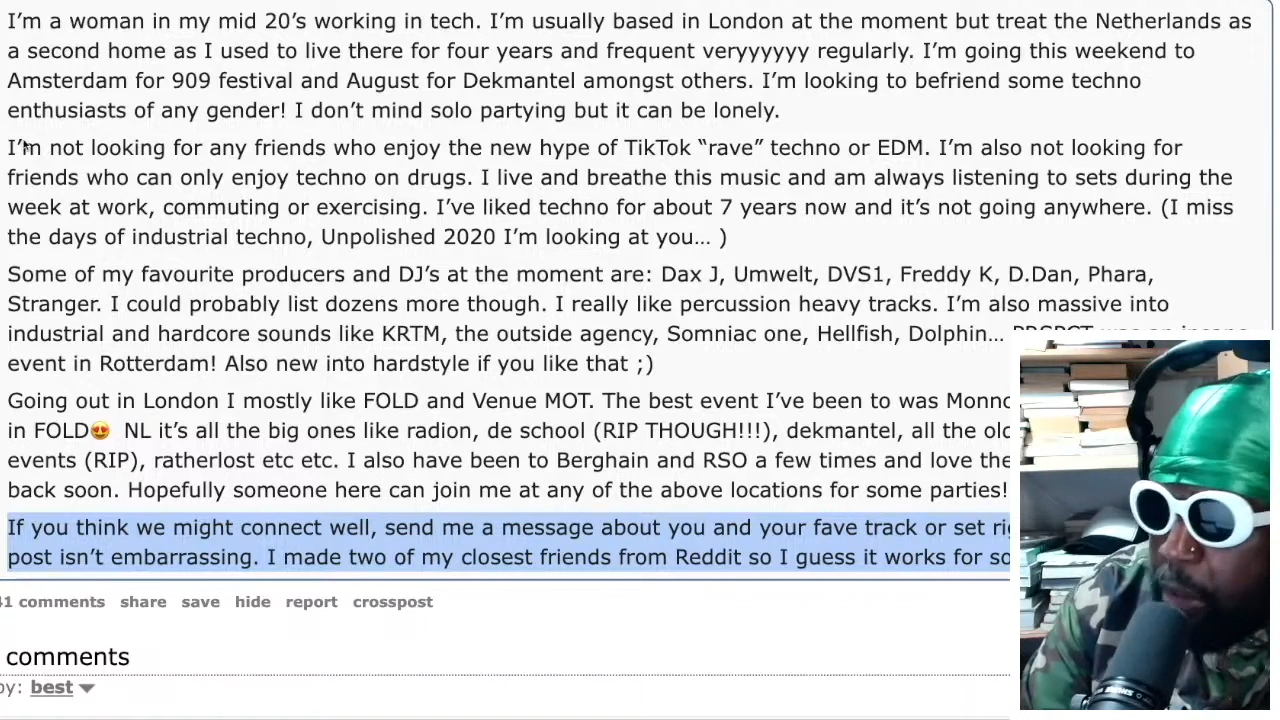 I’m a woman in my mid 20’s working in tech. I’m usually based in London at the moment but treat the Netherlands as
a second home as I used to live there for four years and frequent veryyyyyy regularly. I’m going this weekend to
Amsterdam for 909 festival and August for Dekmantel amongst others. I’m looking to befriend some techno
enthusiasts of any gender! I don’t mind solo partying but it can be lonely.
I’m not looking for any friends who enjoy the new hype of TikTok “rave” techno or EDM. I’m also not looking for
friends who can only enjoy techno on drugs. I live and breathe this music and am always listening to sets during the
week at work, commuting or exercising. I’ve liked techno for about 7 years now and it’s not going anywhere. (I miss
the days of industrial techno, Unpolished 2020 I’m looking at you… )
Some of my favourite producers and DJ’s at the moment are: Dax J, Umwelt, DVS1, Freddy K, D.Dan, Phara,
Stranger. I could probably list dozens more though. I really like percussion heavy tracks. I’m also massive into
industrial and hardcore sounds like KRTM, the outside agency, Somniac one, Hellfish, Dolphin…
event in Rotterdam! Also new into hardstyle if you like that ;)
Going out in London I mostly like FOLD and Venue MOT. The best event I’ve been to was
in FOLD😍 NL it’s all the big ones like radion, de school (RIP THOUGH!!!), dekmantel, all the
events (RIP), ratherlost etc etc. I also have been to Berghain and RSO a few times and love
back soon. Hopefully someone here can join me at any of the above locations for some parties!
If you think we might connect well, send me a message about you and your fave track or set
post isn’t embarrassing. I made two of my closest friends from Reddit so I guess it works for
comments share save hide report crosspost
comments
by: best